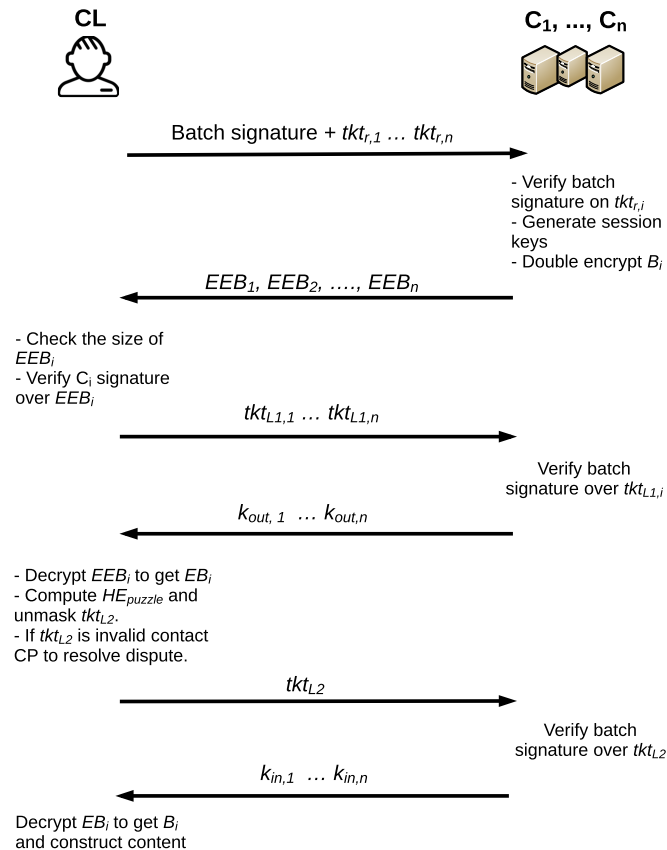 CL
C1, ..., Cn
Batch signature + tktr,1 … tktr,n
- Verify batch
signature on tktr,i
- Generate session
keys
- Double encrypt Bi
EEB1, EEB2, …., EEBn
- Check the size of
EEBi
- Verify Ci signature
over EEBi
tktL1,1 … tktL1,n
Verify batch
signature over tktL1,i
kout, 1 … kout,n
- Decrypt EEBi to get EBi
- Compute HEpuzzle and
unmask tktL2.
- If tktL2 is invalid contact
CP to resolve dispute.
tktL2
Verify batch
signature over tktL2
kin,1 … kin,n
Decrypt EBi to get Bi
and construct content